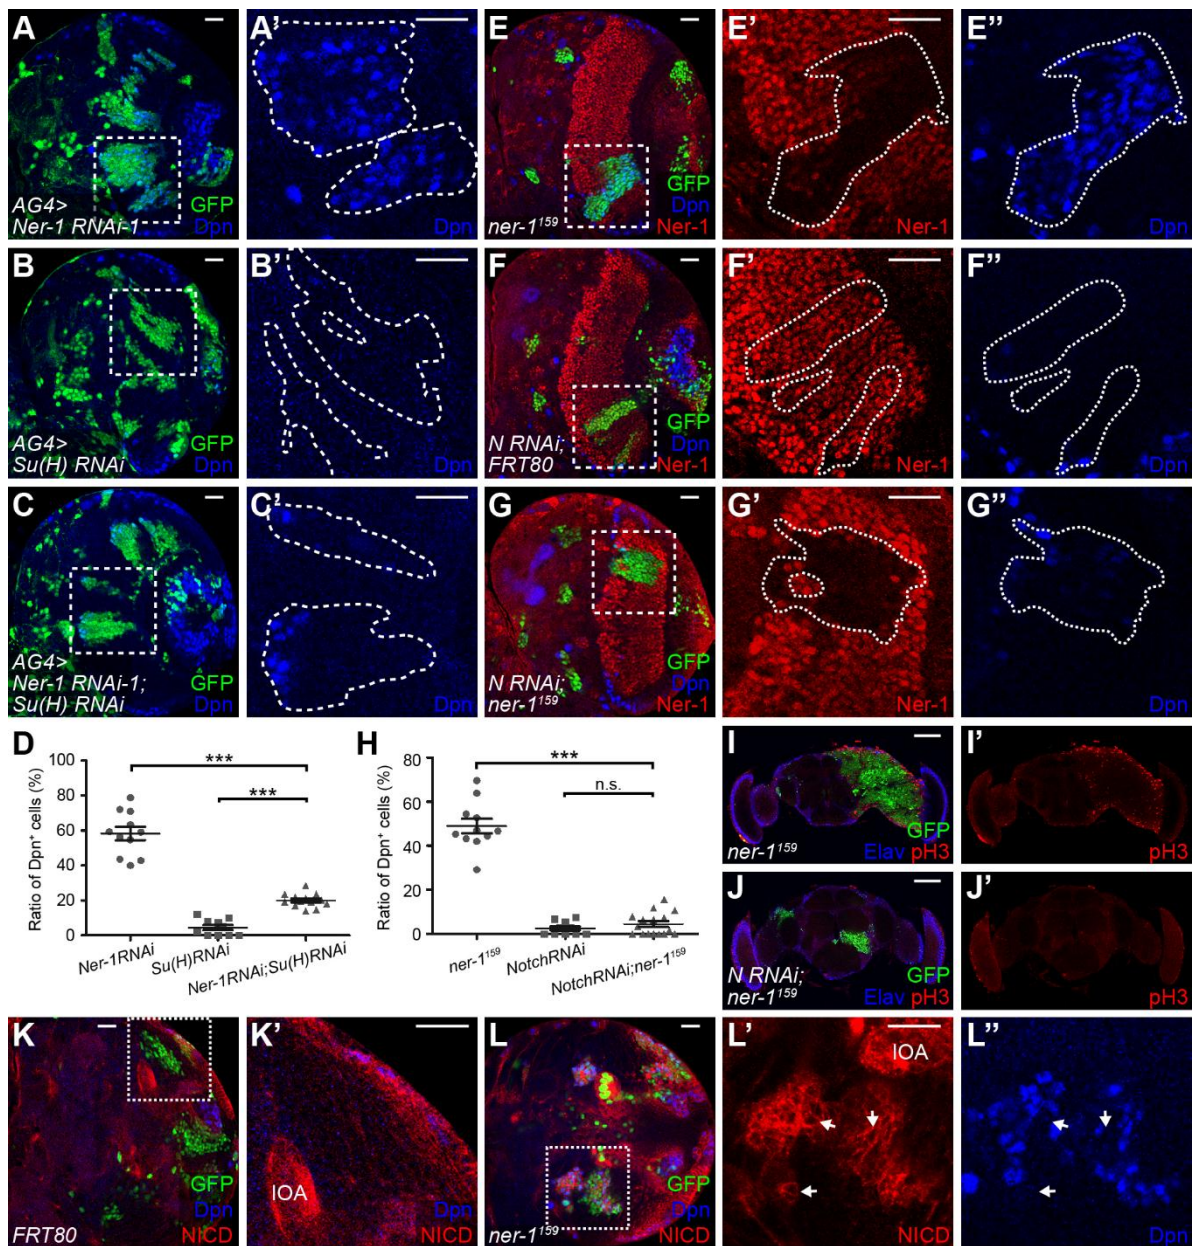 A
AG4>
Ner-1 RNAi-1
GFP
Dpn
A'
Dpn
E
ner-1¹⁵⁹
GFP
Dpn
Ner-1
E'
Ner-1
E''
Dpn
B
AG4>
Su(H) RNAi
GFP
Dpn
B'
Dpn
F
N RNAi;
FRT80
GFP
Dpn
Ner-1
F'
Ner-1
F''
Dpn
C
AG4>
Ner-1 RNAi-1;
Su(H) RNAi
GFP
Dpn
C'
Dpn
G
N RNAi;
ner-1¹⁵⁹
GFP
Dpn
Ner-1
G'
Ner-1
G''
Dpn
D
Ratio of Dpn⁺ cells (%)
100
80
60
40
20
0
***
***
Ner-1RNAi
Su(H)RNAi
Ner-1RNAi;Su(H)RNAi
H
Ratio of Dpn⁺ cells (%)
80
60
40
20
0
***
n.s.
ner-1¹⁵⁹
NotchRNAi
NotchRNAi;ner-1¹⁵⁹
I
ner-1¹⁵⁹
GFP
Elav pH3
I'
pH3
J
N RNAi;
ner-1¹⁵⁹
GFP
Elav pH3
J'
pH3
K
FRT80
GFP
Dpn
NICD
K'
IOA
L
ner-1¹⁵⁹
GFP
Dpn
NICD
L'
IOA
NICD
L''
Dpn